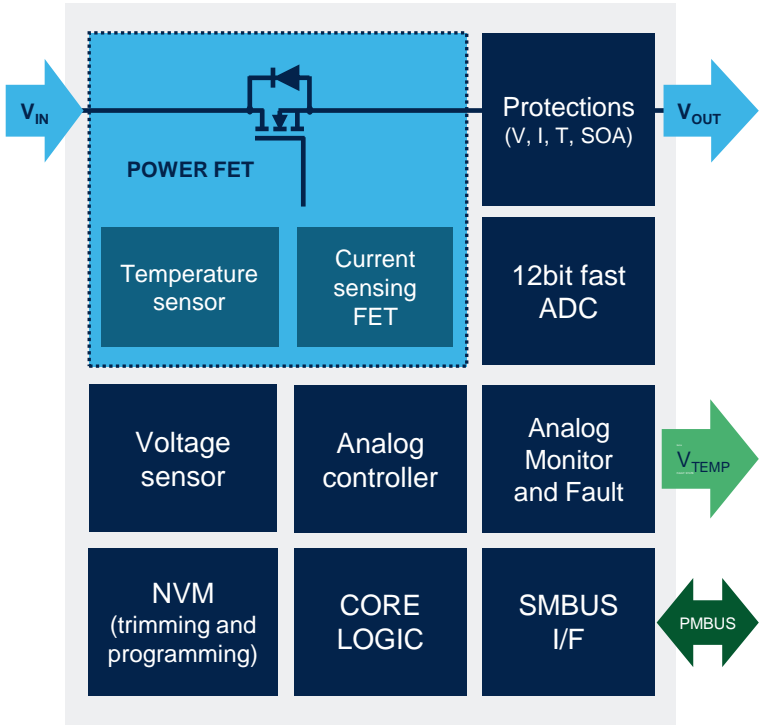 VIN
POWER FET
Protections
(V, I, T, SOA)
VOUT
Temperature
sensor
Current
sensing
FET
12bit fast
ADC
Voltage
sensor
Analog
controller
Analog
Monitor
and Fault
VTEMP
NVM
(trimming and
programming)
CORE
LOGIC
SMBUS
I/F
PMBUS